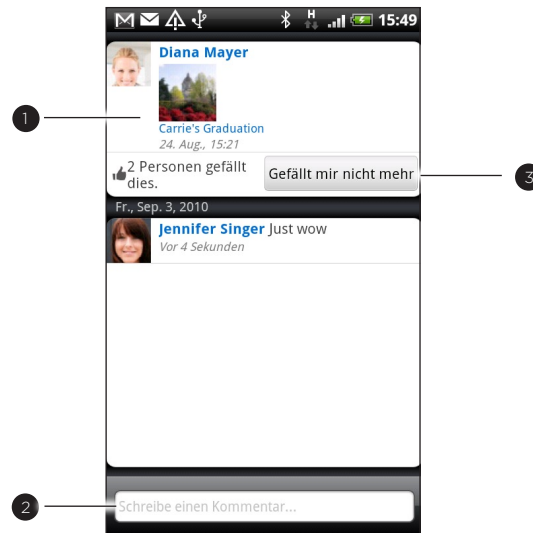 H 15:49
Diana Mayer
1
Carrie's Graduation
24. Aug., 15:21
2 Personen gefällt
dies.
Gefällt mir nicht mehr
3
Fr., Sep. 3, 2010
Jennifer Singer Just wow
Vor 4 Sekunden
2
Schreibe einen Kommentar...